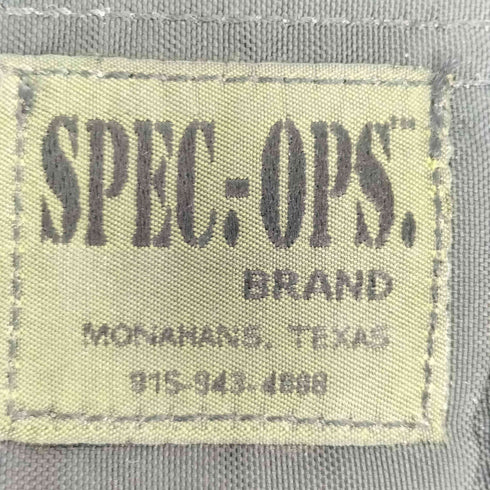 SPEC.-OPS.™
BRAND
MONAHANS, TEXAS
915-943-4888